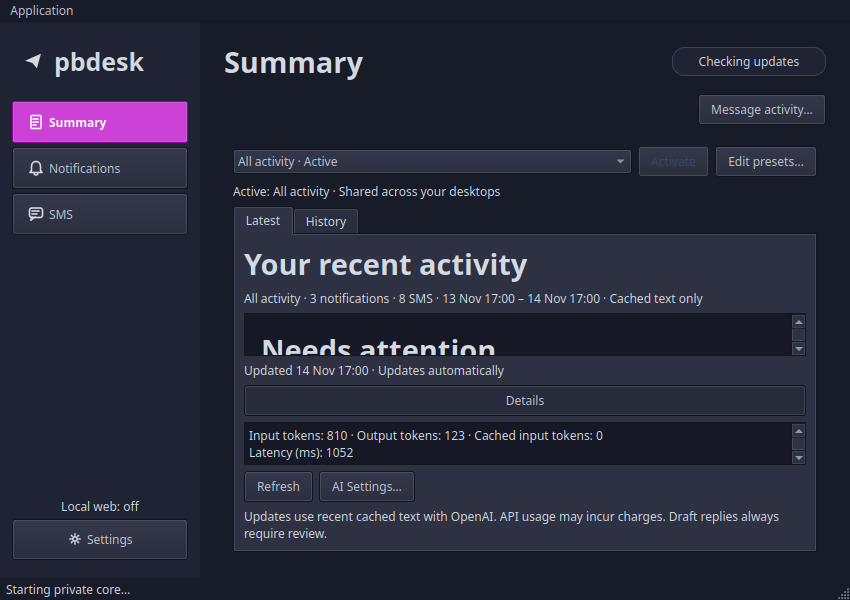 Application
pbdesk
Summary
Notifications
SMS
Local web: off
Settings
Starting private core...
Summary
Checking updates
Message activity...
All activity · Active
Activate
Edit presets...
Active: All activity · Shared across your desktops
Latest
History
Your recent activity
All activity · 3 notifications · 8 SMS · 13 Nov 17:00 – 14 Nov 17:00 · Cached text only
Needs attention
Updated 14 Nov 17:00 · Updates automatically
Details
Input tokens: 810 · Output tokens: 123 · Cached input tokens: 0
Latency (ms): 1052
Refresh
AI Settings...
Updates use recent cached text with OpenAI. API usage may incur charges. Draft replies always
require review.